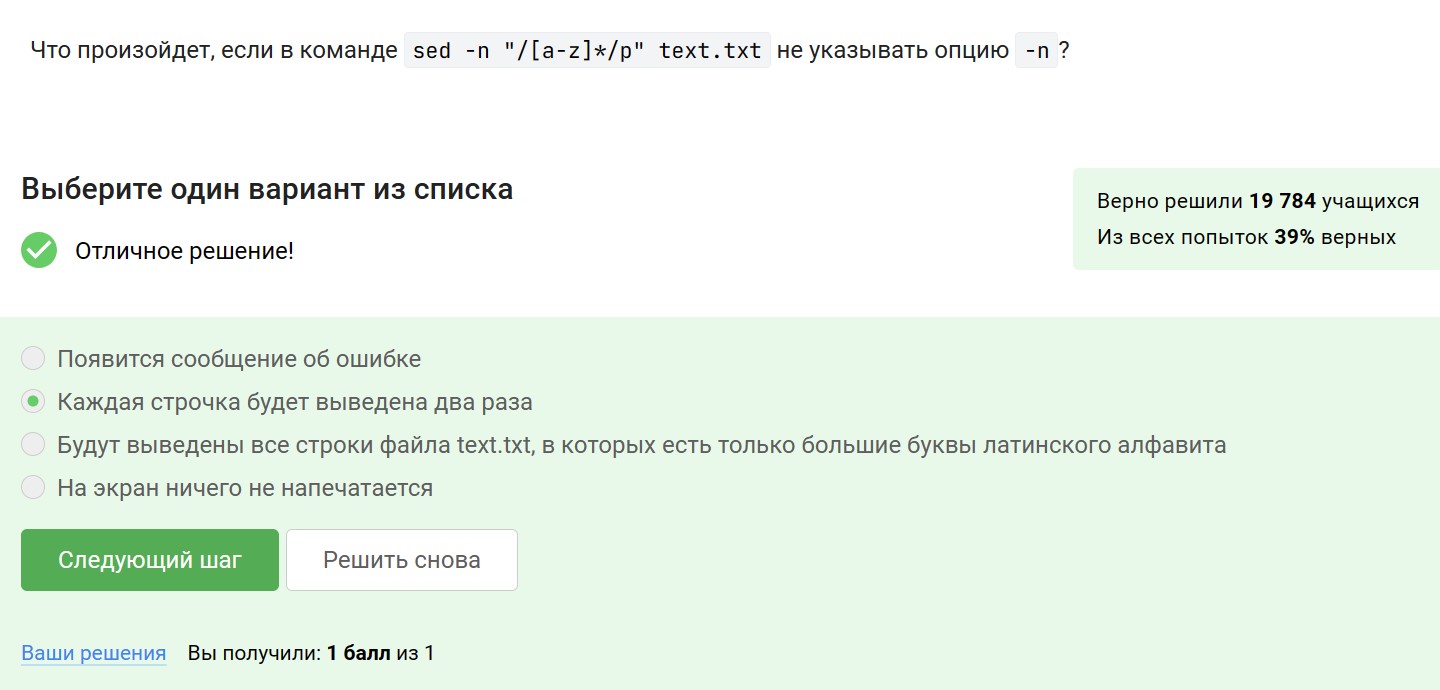 Что произойдет, если в команде sed -n "/[a-z]*/p" text.txt не указывать опцию -n?
Выберите один вариант из списка
Отличное решение!
Верно решили 19 784 учащихся
Из всех попыток 39% верных
Появится сообщение об ошибке
Каждая строчка будет выведена два раза
Будут выведены все строки файла text.txt, в которых есть только большие буквы латинского алфавита
На экран ничего не напечатается
Следующий шаг
Решить снова
Ваши решения Вы получили: 1 балл из 1